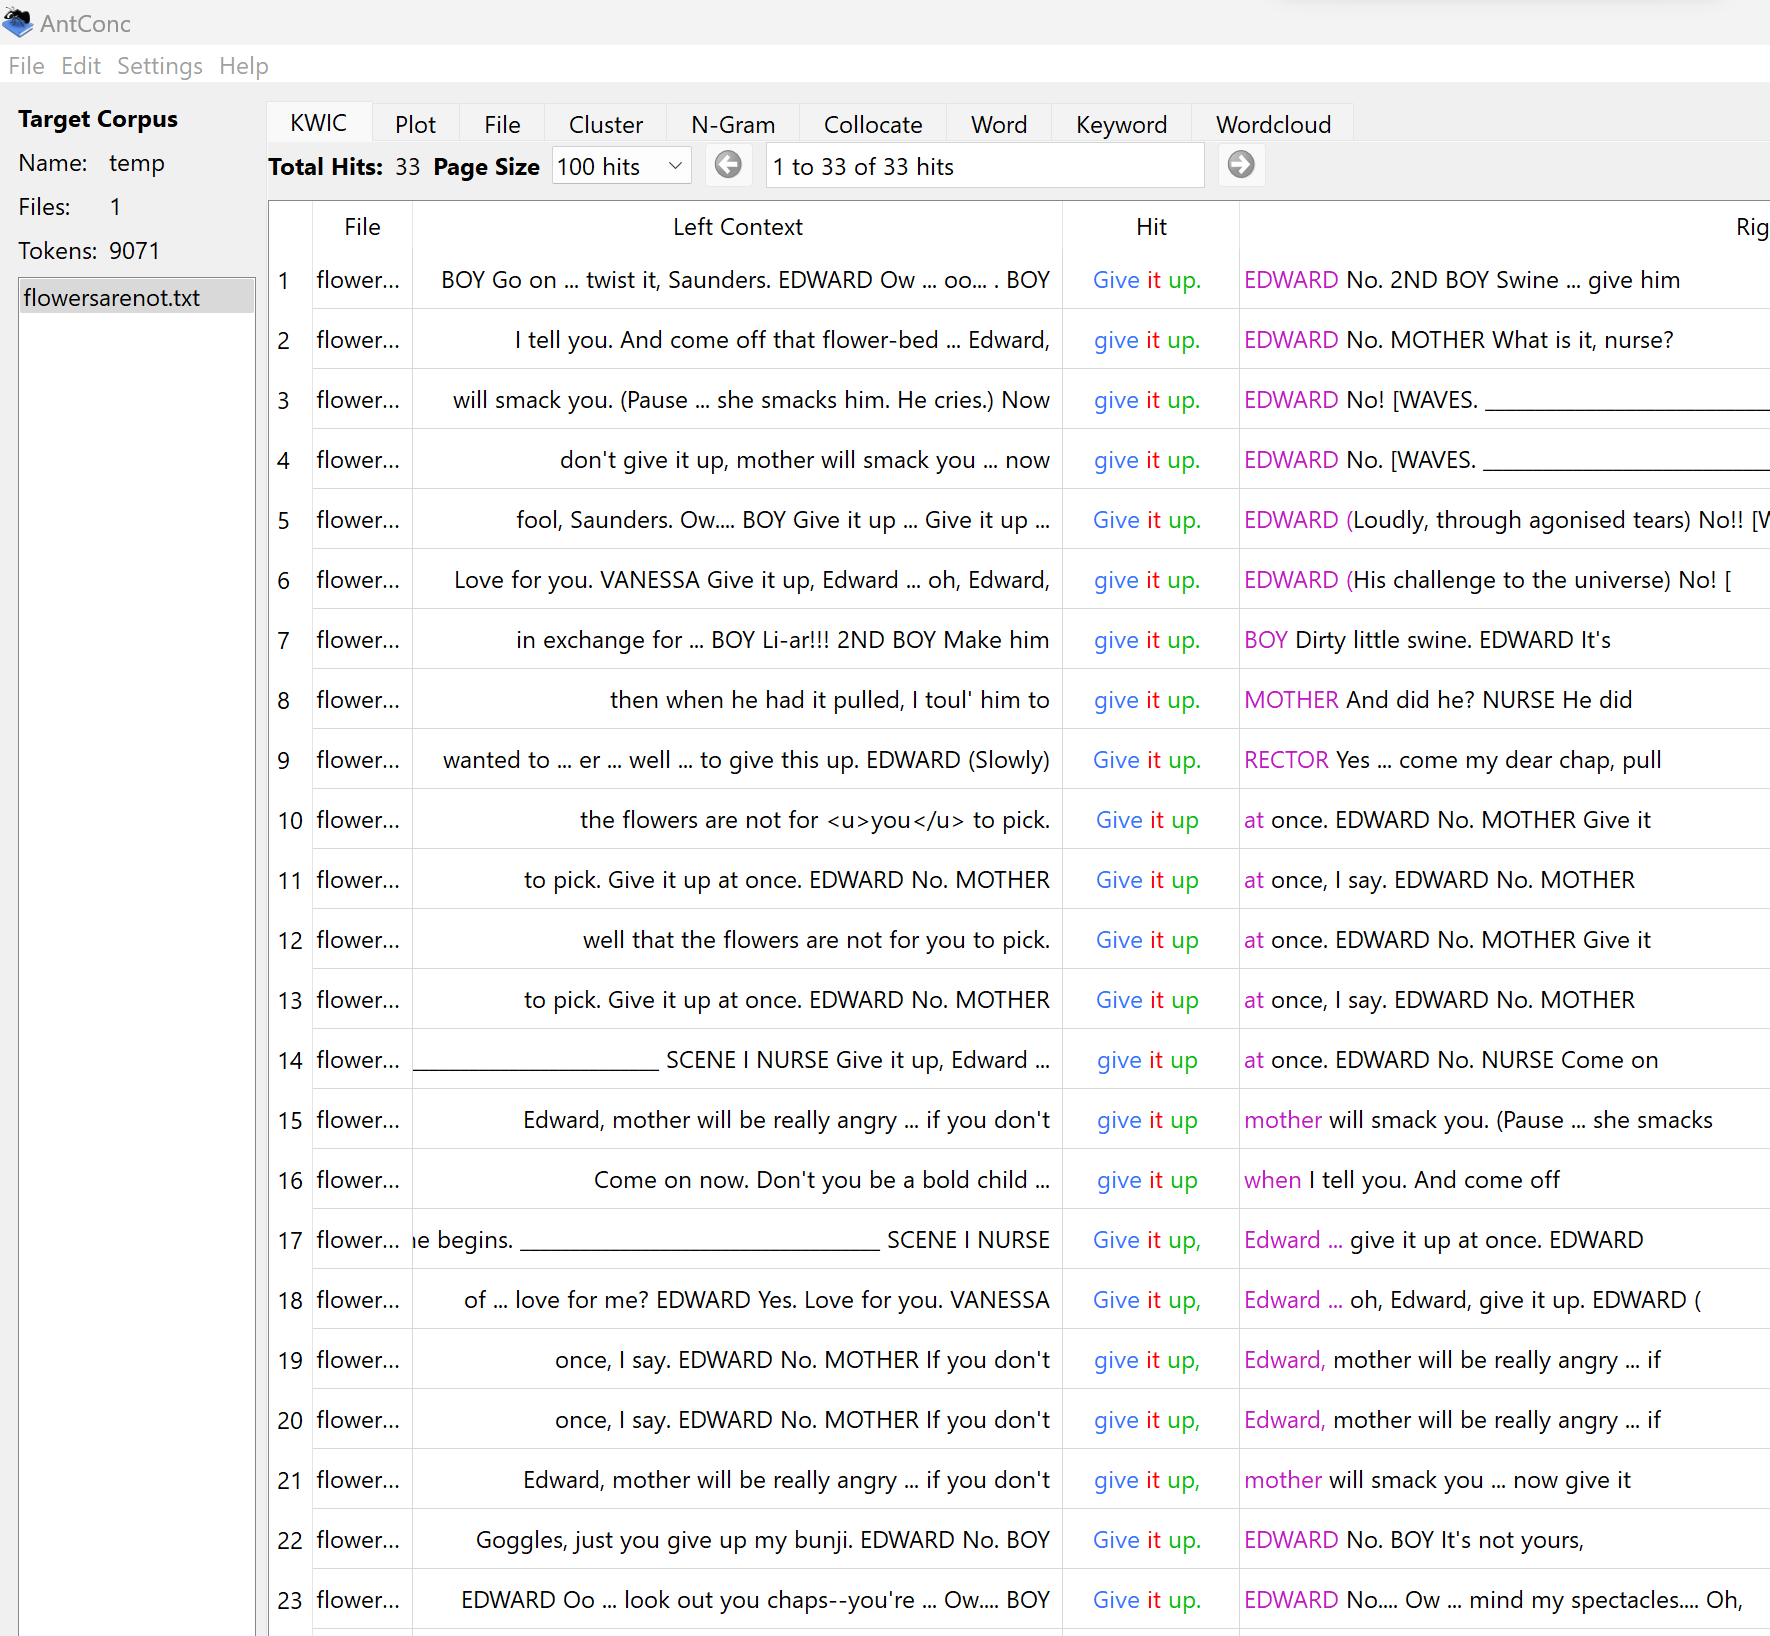 AntConc
File Edit Settings Help
Target Corpus
Name: temp
Files: 1
Tokens: 9071
flowersarenot.txt
KWIC Plot File Cluster N-Gram Collocate Word Keyword Wordcloud
Total Hits: 33 Page Size 100 hits 1 to 33 of 33 hits
File Left Context Hit Rig
1 flower... BOY Go on ... twist it, Saunders. EDWARD Ow ... oo... . BOY Give it up. EDWARD No. 2ND BOY Swine ... give him
2 flower... I tell you. And come off that flower-bed ... Edward, give it up. EDWARD No. MOTHER What is it, nurse?
3 flower... will smack you. (Pause ... she smacks him. He cries.) Now give it up. EDWARD No! [WAVES. ____________________
4 flower... don't give it up, mother will smack you ... now give it up. EDWARD No. [WAVES. ____________________
5 flower... fool, Saunders. Ow.... BOY Give it up ... Give it up ... Give it up. EDWARD (Loudly, through agonised tears) No!! [W
6 flower... Love for you. VANESSA Give it up, Edward ... oh, Edward, give it up. EDWARD (His challenge to the universe) No! [
7 flower... in exchange for ... BOY Li-ar!!! 2ND BOY Make him give it up. BOY Dirty little swine. EDWARD It's
8 flower... then when he had it pulled, I toul' him to give it up. MOTHER And did he? NURSE He did
9 flower... wanted to ... er ... well ... to give this up. EDWARD (Slowly) Give it up. RECTOR Yes ... come my dear chap, pull
10 flower... the flowers are not for <u>you</u> to pick. Give it up at once. EDWARD No. MOTHER Give it
11 flower... to pick. Give it up at once. EDWARD No. MOTHER Give it up at once, I say. EDWARD No. MOTHER
12 flower... well that the flowers are not for you to pick. Give it up at once. EDWARD No. MOTHER Give it
13 flower... to pick. Give it up at once. EDWARD No. MOTHER Give it up at once, I say. EDWARD No. MOTHER
14 flower... ____________________ SCENE I NURSE Give it up, Edward ... give it up at once. EDWARD No. NURSE Come on
15 flower... Edward, mother will be really angry ... if you don't give it up mother will smack you. (Pause ... she smacks
16 flower... Come on now. Don't you be a bold child ... give it up when I tell you. And come off
17 flower... ne begins. ______________________________ SCENE I NURSE Give it up, Edward ... give it up at once. EDWARD
18 flower... of ... love for me? EDWARD Yes. Love for you. VANESSA Give it up, Edward ... oh, Edward, give it up. EDWARD (
19 flower... once, I say. EDWARD No. MOTHER If you don't give it up, Edward, mother will be really angry ... if
20 flower... once, I say. EDWARD No. MOTHER If you don't give it up, Edward, mother will be really angry ... if
21 flower... Edward, mother will be really angry ... if you don't give it up, mother will smack you ... now give it
22 flower... Goggles, just you give up my bunji. EDWARD No. BOY Give it up. EDWARD No. BOY It's not yours,
23 flower... EDWARD Oo ... look out you chaps--you're ... Ow.... BOY Give it up. EDWARD No.... Ow ... mind my spectacles.... Oh,